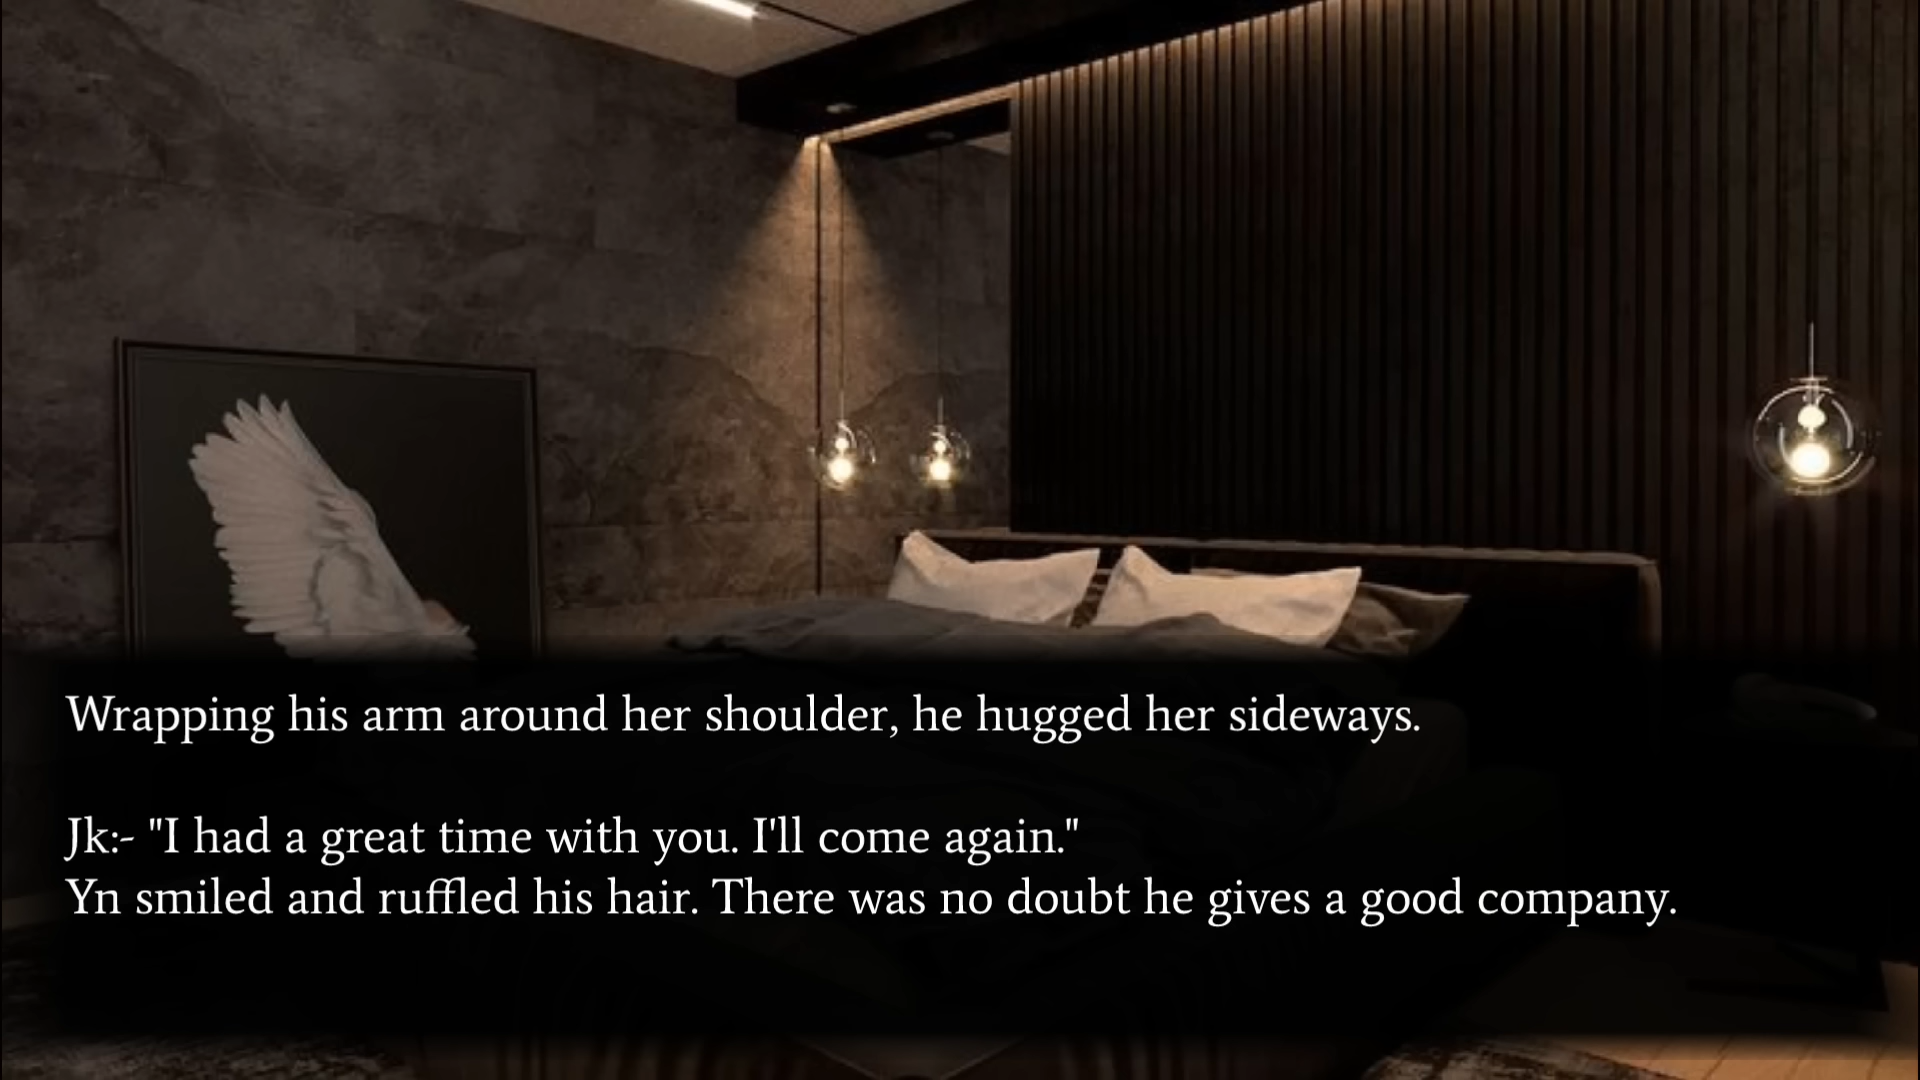 Wrapping his arm around her shoulder, he hugged her sideways.
Jk:- "I had a great time with you. I'll come again."
Yn smiled and ruffled his hair. There was no doubt he gives a good company.